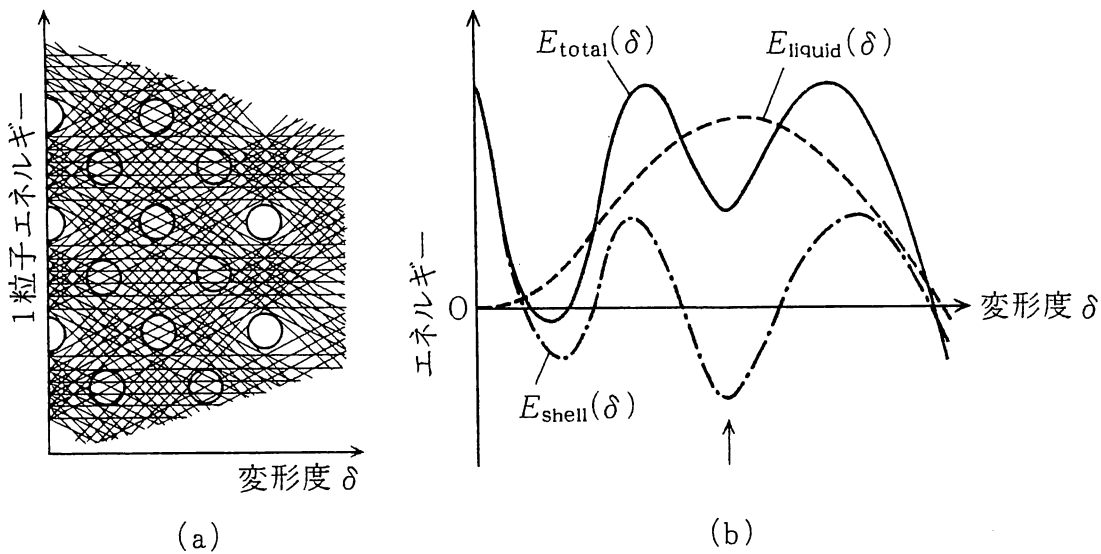 1粒子エネルギー
変形度 δ
(a)
E_total(δ)
E_liquid(δ)
エネルギー
0
変形度 δ
E_shell(δ)
(b)